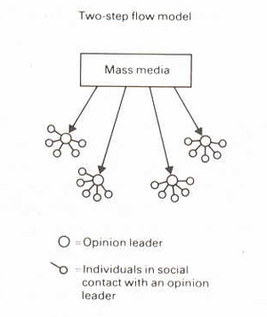 Two-step flow model
Mass media
= Opinion leader
= Individuals in social
contact with an opinion
leader